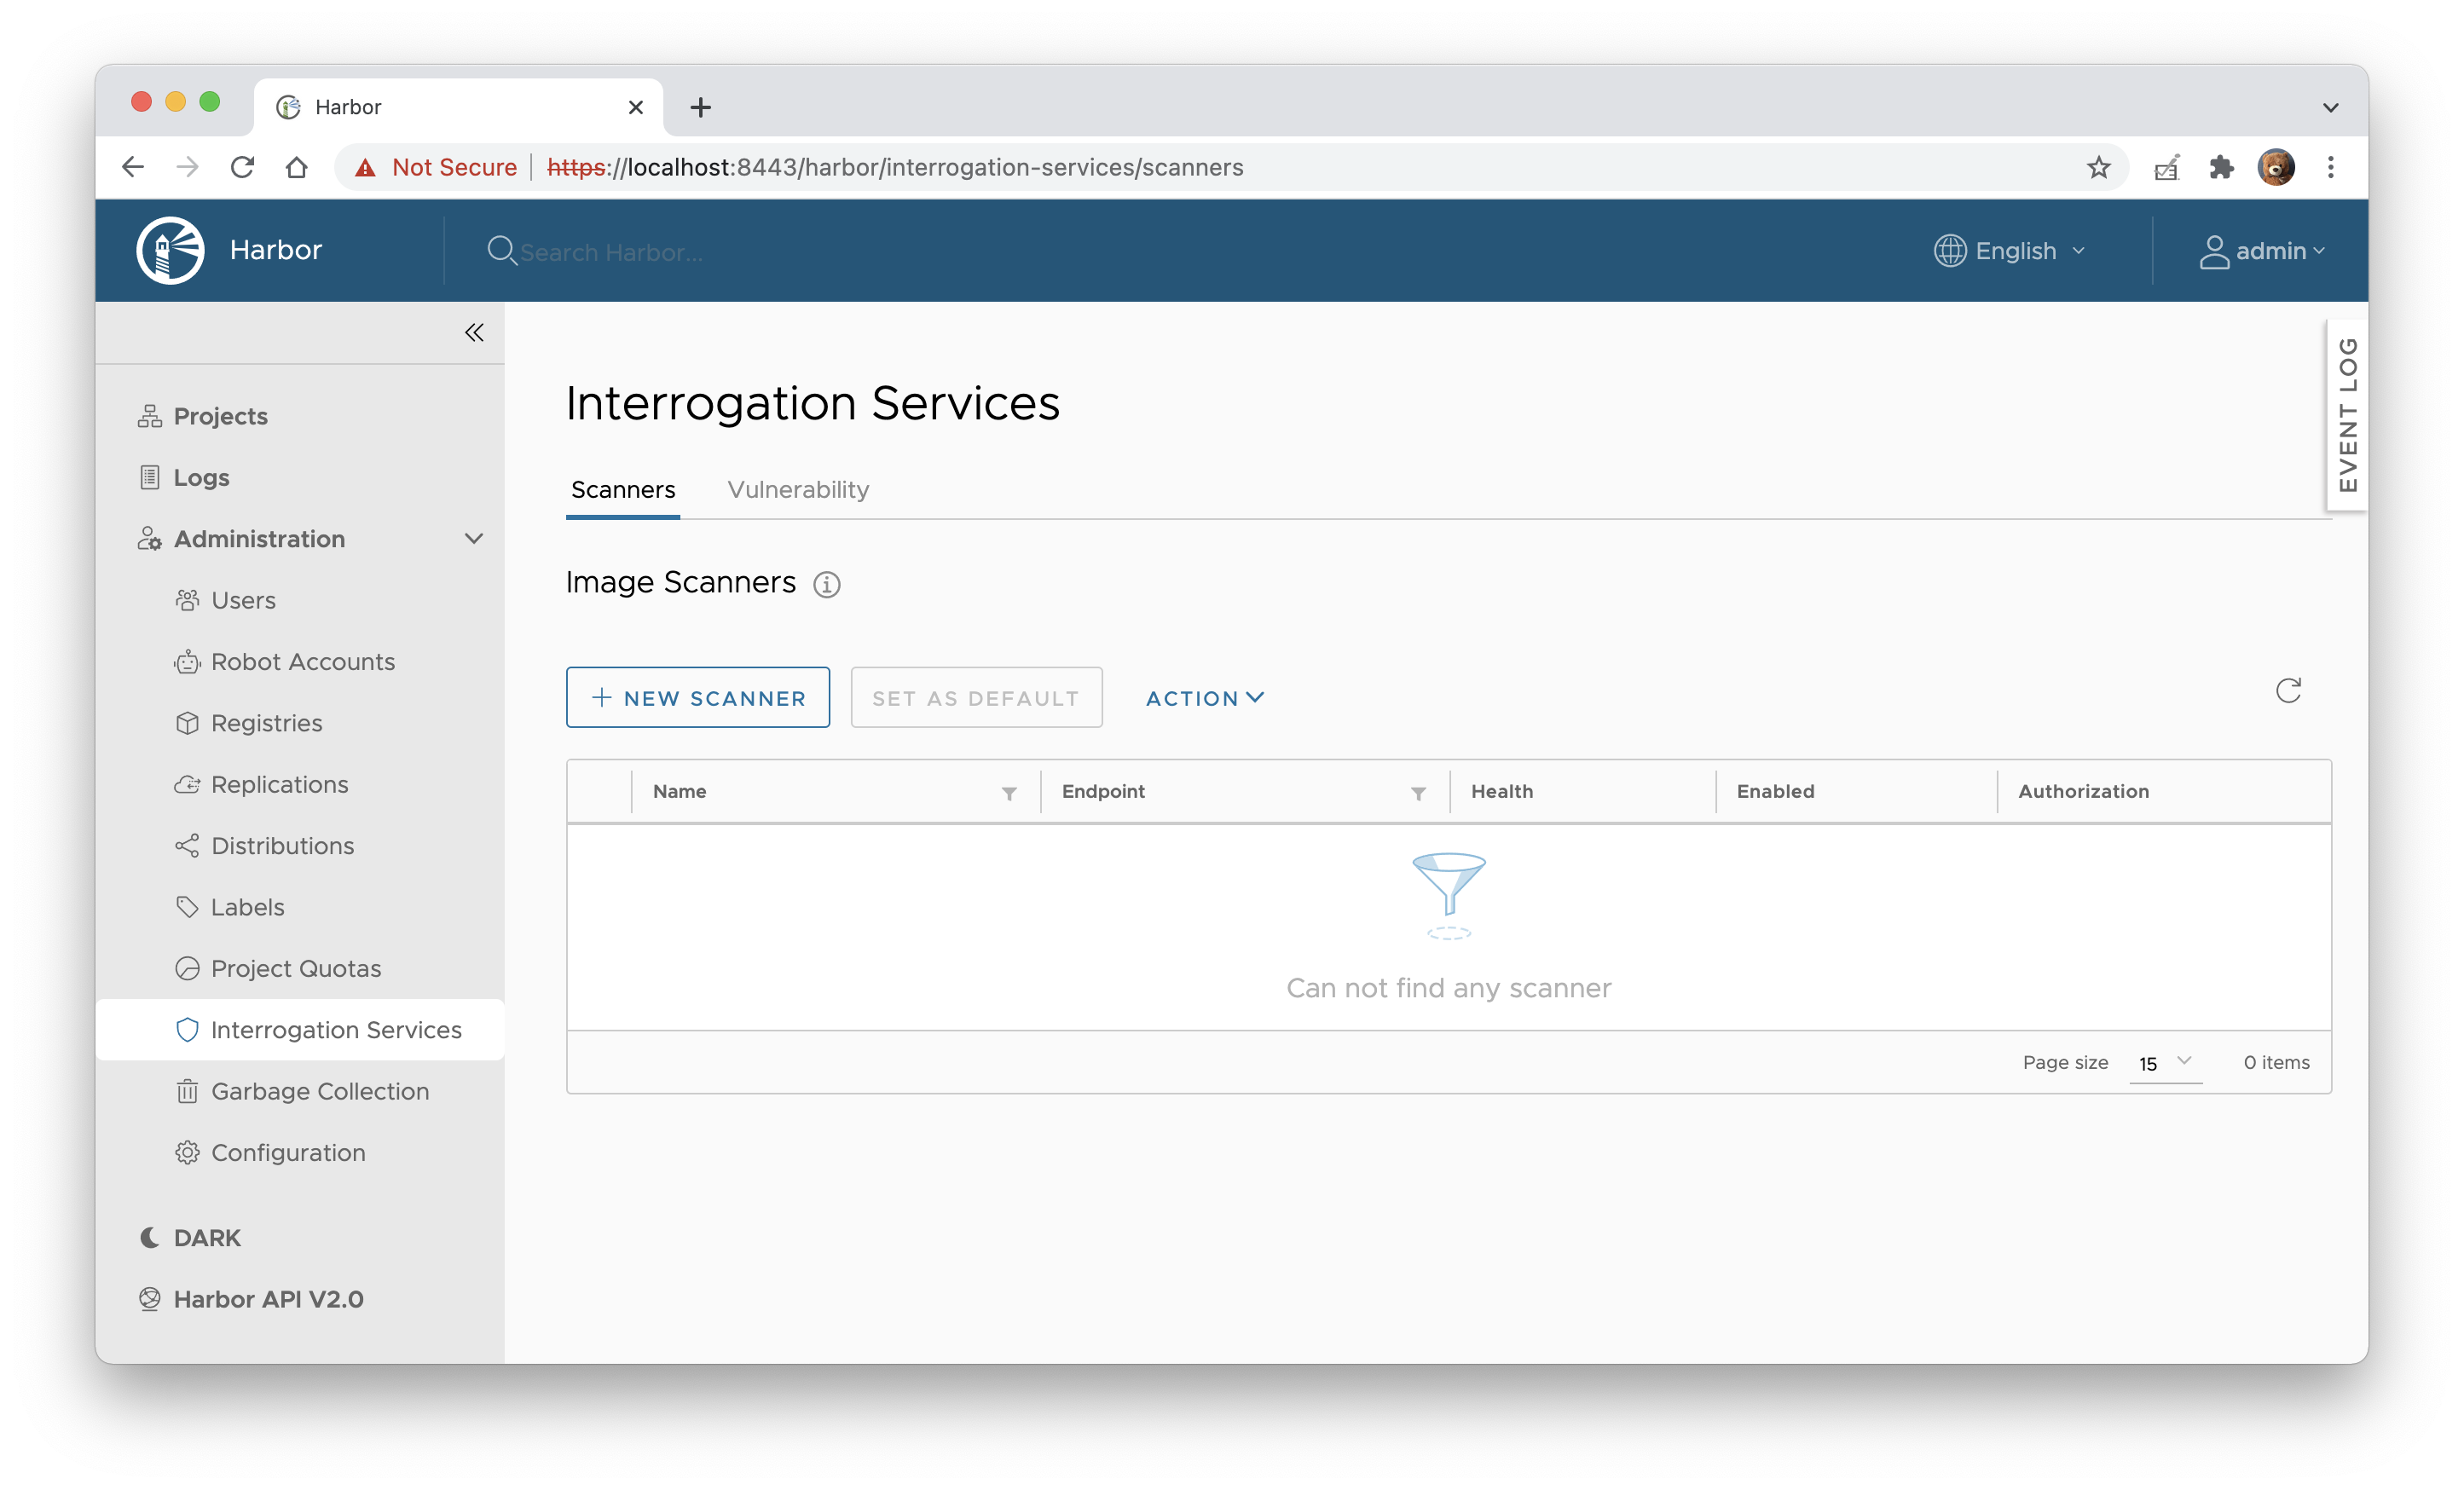 Harbor
Not Secure https://localhost:8443/harbor/interrogation-services/scanners
Harbor
Search Harbor...
English
admin
EVENT LOG
Projects
Logs
Administration
Users
Robot Accounts
Registries
Replications
Distributions
Labels
Project Quotas
Interrogation Services
Garbage Collection
Configuration
DARK
Harbor API V2.0
Interrogation Services
Scanners Vulnerability
Image Scanners
NEW SCANNER SET AS DEFAULT ACTION
Name Endpoint Health Enabled Authorization
Can not find any scanner
Page size 15 0 items